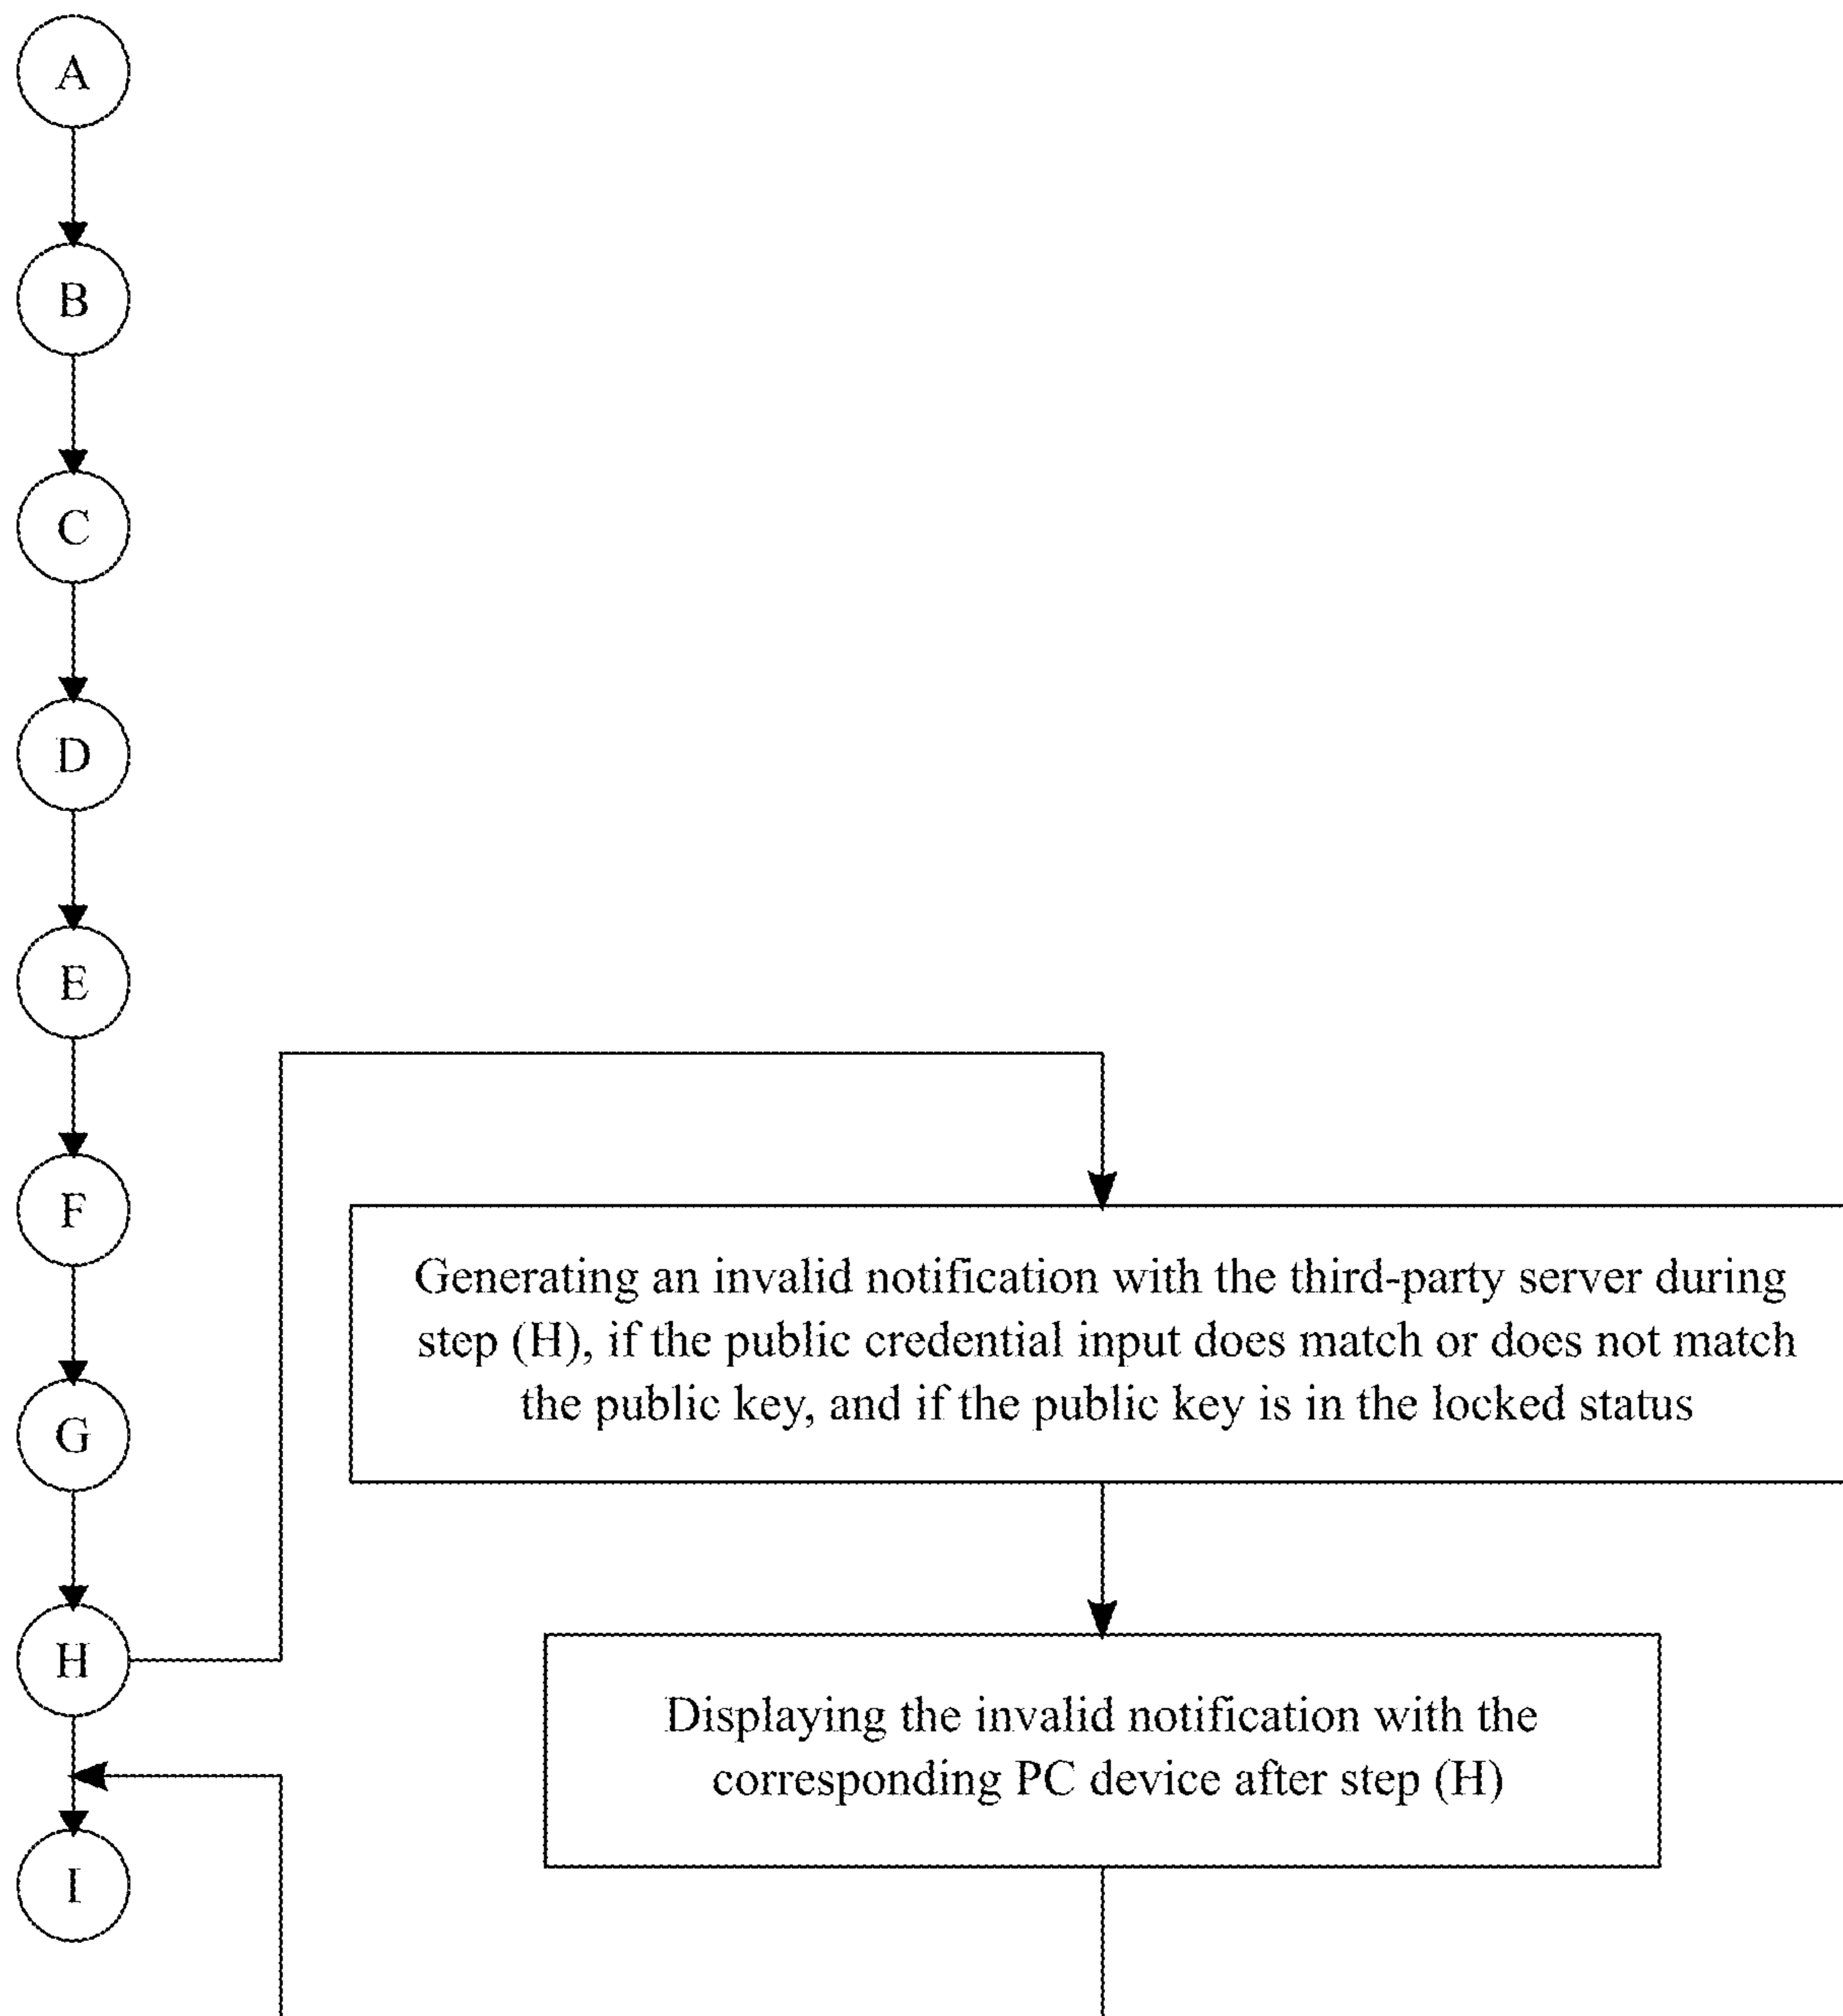 A
B
C
D
E
F
G
H
I
Generating an invalid notification with the third-party server during
step (H), if the public credential input does match or does not match
the public key, and if the public key is in the locked status
Displaying the invalid notification with the
corresponding PC device after step (H)